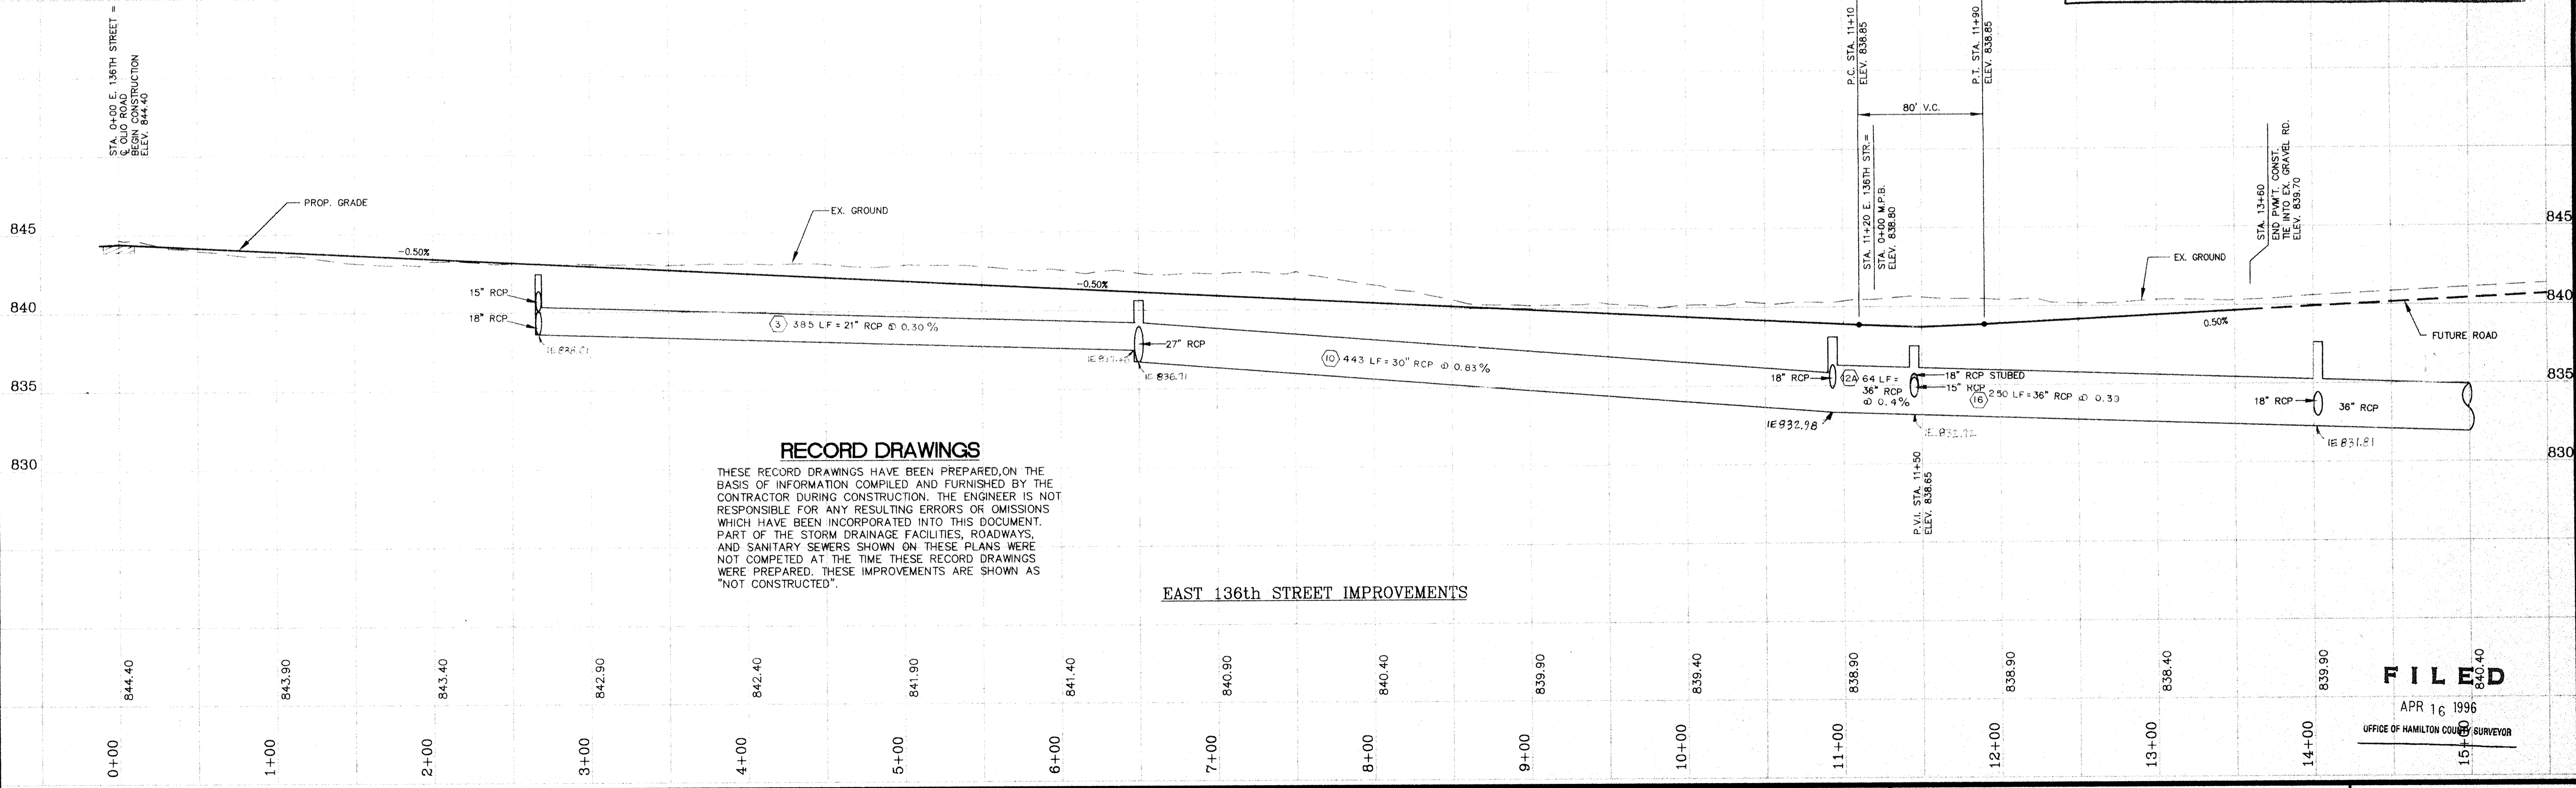 STA. 0+00 E. 136TH STREET =
℄ OLIO ROAD
BEGIN CONSTRUCTION
ELEV. 844.40
P.C. STA. 11+10
ELEV. 838.85
P.T. STA. 11+90
ELEV. 838.85
80' V.C.
STA. 11+20 E. 136TH STR.=
STA. 0+00 M.P.B.
ELEV. 838.80
STA. 13+60
END PVM'T. CONST.
TIE INTO EX. GRAVEL RD.
ELEV. 839.70
PROP. GRADE
EX. GROUND
EX. GROUND
845
845
-0.50%
-0.50%
0.50%
840
840
FUTURE ROAD
15" RCP
18" RCP
3 385 LF = 21" RCP @ 0.30 %
27" RCP
10 443 LF = 30" RCP @ 0.83 %
IE 836.71
835
835
18" RCP
2A 64 LF =
36" RCP
@ 0.4 %
18" RCP STUBED
15" RCP
16 250 LF = 36" RCP @ 0.39
18" RCP
36" RCP
IE 832.98
IE 831.81
830
830
P.V.I. STA. 11+50
ELEV. 838.65
RECORD DRAWINGS
THESE RECORD DRAWINGS HAVE BEEN PREPARED,ON THE
BASIS OF INFORMATION COMPILED AND FURNISHED BY THE
CONTRACTOR DURING CONSTRUCTION. THE ENGINEER IS NOT
RESPONSIBLE FOR ANY RESULTING ERRORS OR OMISSIONS
WHICH HAVE BEEN INCORPORATED INTO THIS DOCUMENT.
PART OF THE STORM DRAINAGE FACILITIES, ROADWAYS,
AND SANITARY SEWERS SHOWN ON THESE PLANS WERE
NOT COMPETED AT THE TIME THESE RECORD DRAWINGS
WERE PREPARED. THESE IMPROVEMENTS ARE SHOWN AS
"NOT CONSTRUCTED".
EAST 136th STREET IMPROVEMENTS
844.40 843.90 843.40 842.90 842.40 841.90 841.40 840.90 840.40 839.90 839.40 838.90 838.90 838.40 839.90 840.40
FILED
APR 16 1996
OFFICE OF HAMILTON COUNTY SURVEYOR
0+00 1+00 2+00 3+00 4+00 5+00 6+00 7+00 8+00 9+00 10+00 11+00 12+00 13+00 14+00 15+00